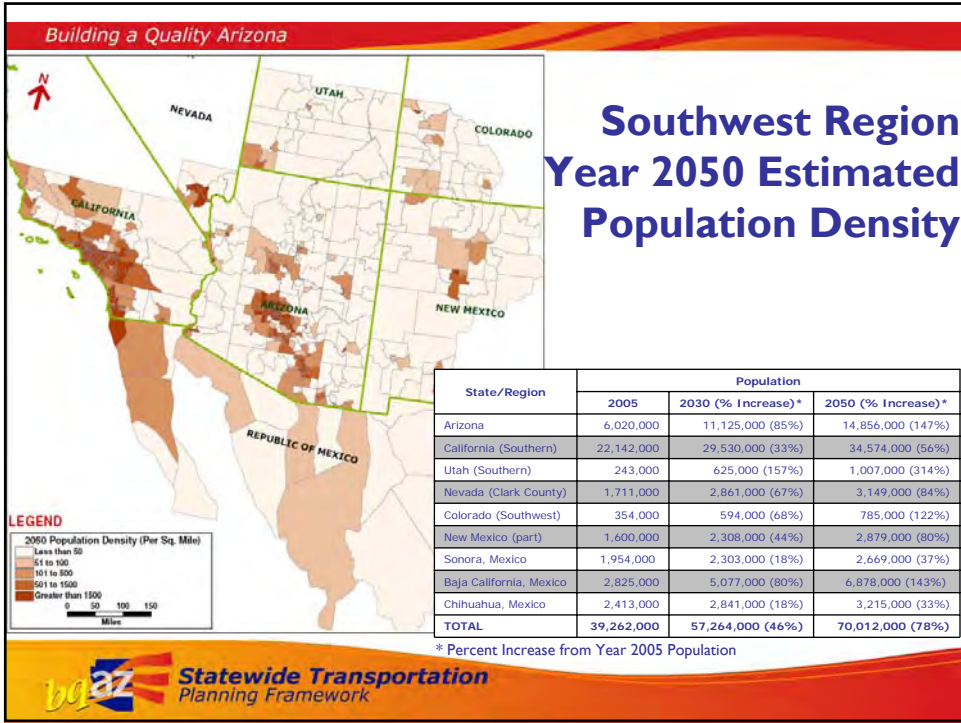 Building a Quality Arizona
Southwest Region
Year 2050 Estimated
Population Density
N
NEVADA
UTAH
COLORADO
CALIFORNIA
ARIZONA
NEW MEXICO
REPUBLIC OF MEXICO
LEGEND
2050 Population Density (Per Sq. Mile)
Less than 50
51 to 100
101 to 500
501 to 1500
Greater than 1500
0 50 100 150
Miles
State/Region Population
2005 2030 (% Increase)* 2050 (% Increase)*
Arizona 6,020,000 11,125,000 (85%) 14,856,000 (147%)
California (Southern) 22,142,000 29,530,000 (33%) 34,574,000 (56%)
Utah (Southern) 243,000 625,000 (157%) 1,007,000 (314%)
Nevada (Clark County) 1,711,000 2,861,000 (67%) 3,149,000 (84%)
Colorado (Southwest) 354,000 594,000 (68%) 785,000 (122%)
New Mexico (part) 1,600,000 2,308,000 (44%) 2,879,000 (80%)
Sonora, Mexico 1,954,000 2,303,000 (18%) 2,669,000 (37%)
Baja California, Mexico 2,825,000 5,077,000 (80%) 6,878,000 (143%)
Chihuahua, Mexico 2,413,000 2,841,000 (18%) 3,215,000 (33%)
TOTAL 39,262,000 57,264,000 (46%) 70,012,000 (78%)
* Percent Increase from Year 2005 Population
bqaz Statewide Transportation
Planning Framework